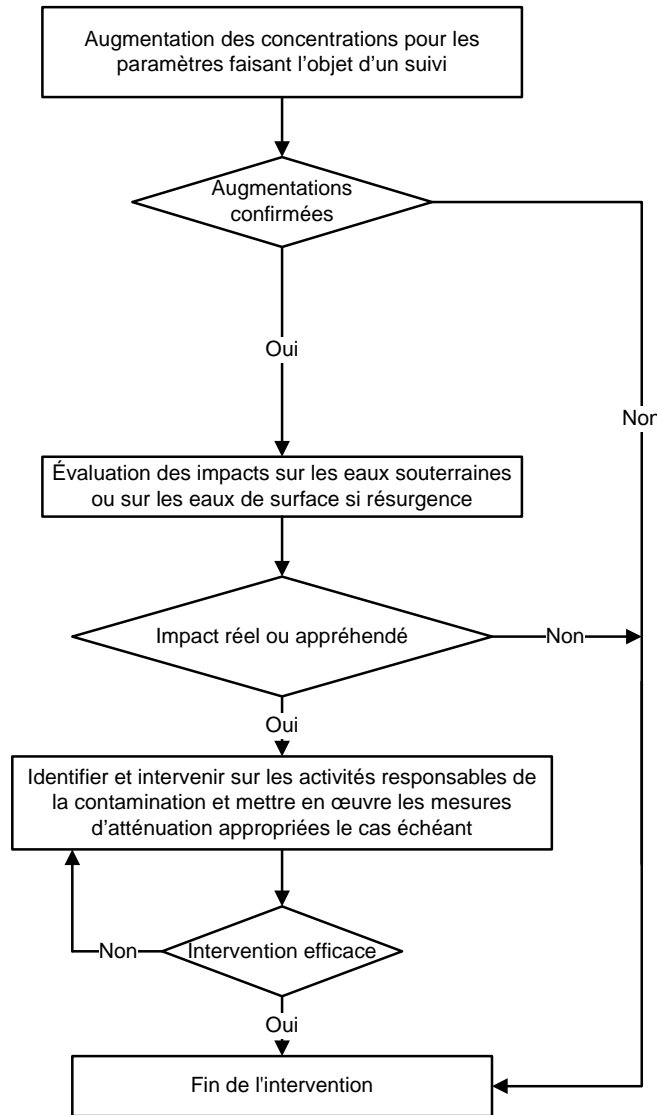 Augmentation des concentrations pour les
paramètres faisant l'objet d'un suivi
Augmentations
confirmées
Oui
Non
Évaluation des impacts sur les eaux souterraines
ou sur les eaux de surface si résurgence
Impact réel ou appréhendé
Non
Oui
Identifier et intervenir sur les activités responsables de
la contamination et mettre en œuvre les mesures
d'atténuation appropriées le cas échéant
Non
Intervention efficace
Oui
Fin de l'intervention